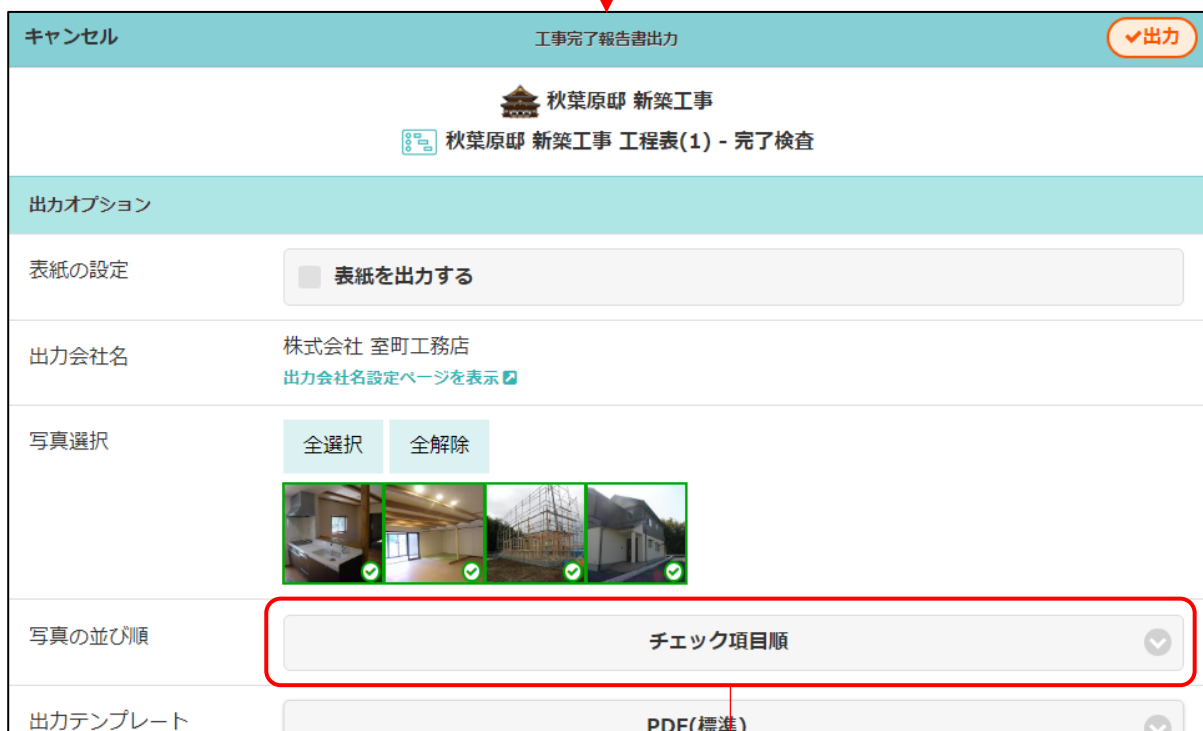 キャンセル
工事完了報告書出力
出力
秋葉原邸 新築工事
秋葉原邸 新築工事 工程表(1) - 完了検査
出力オプション
表紙の設定
表紙を出力する
出力会社名
株式会社 室町工務店
出力会社名設定ページを表示
写真選択
全選択 全解除
写真の並び順
チェック項目順
出力テンプレート
PDF(標準)